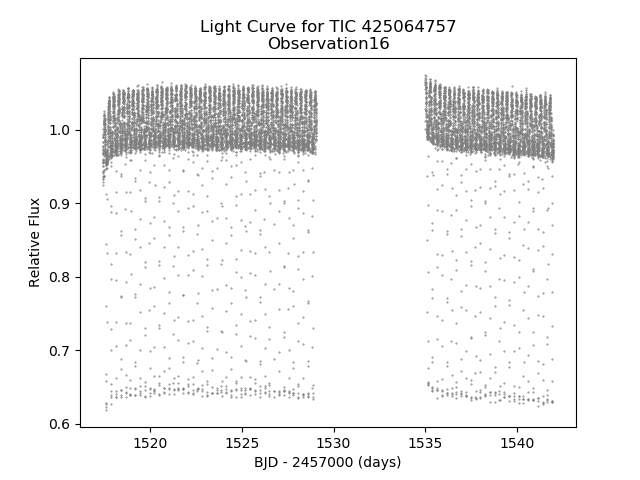 Light Curve for TIC 425064757
Observation16
1.0
0.9
0.8
0.7
0.6
Relative Flux
1520
1525
1530
1535
1540
BJD - 2457000 (days)